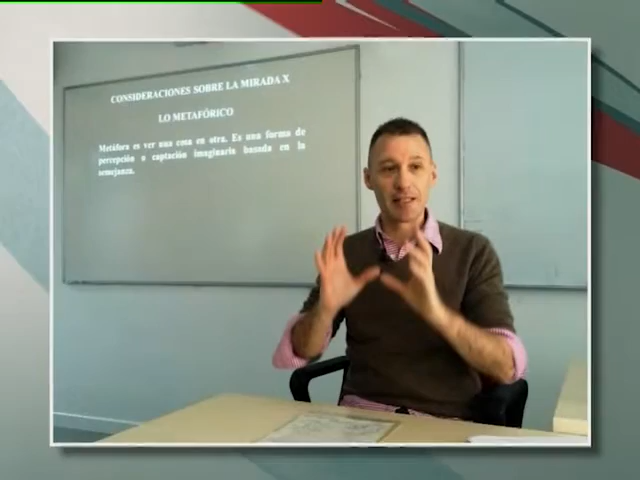 CONSIDERACIONES SOBRE LA MIRADA X
LO METAFÓRICO
Metáfora es ver una cosa en otra. Es una forma de
percepción o captación imaginaria basada en la
semejanza.